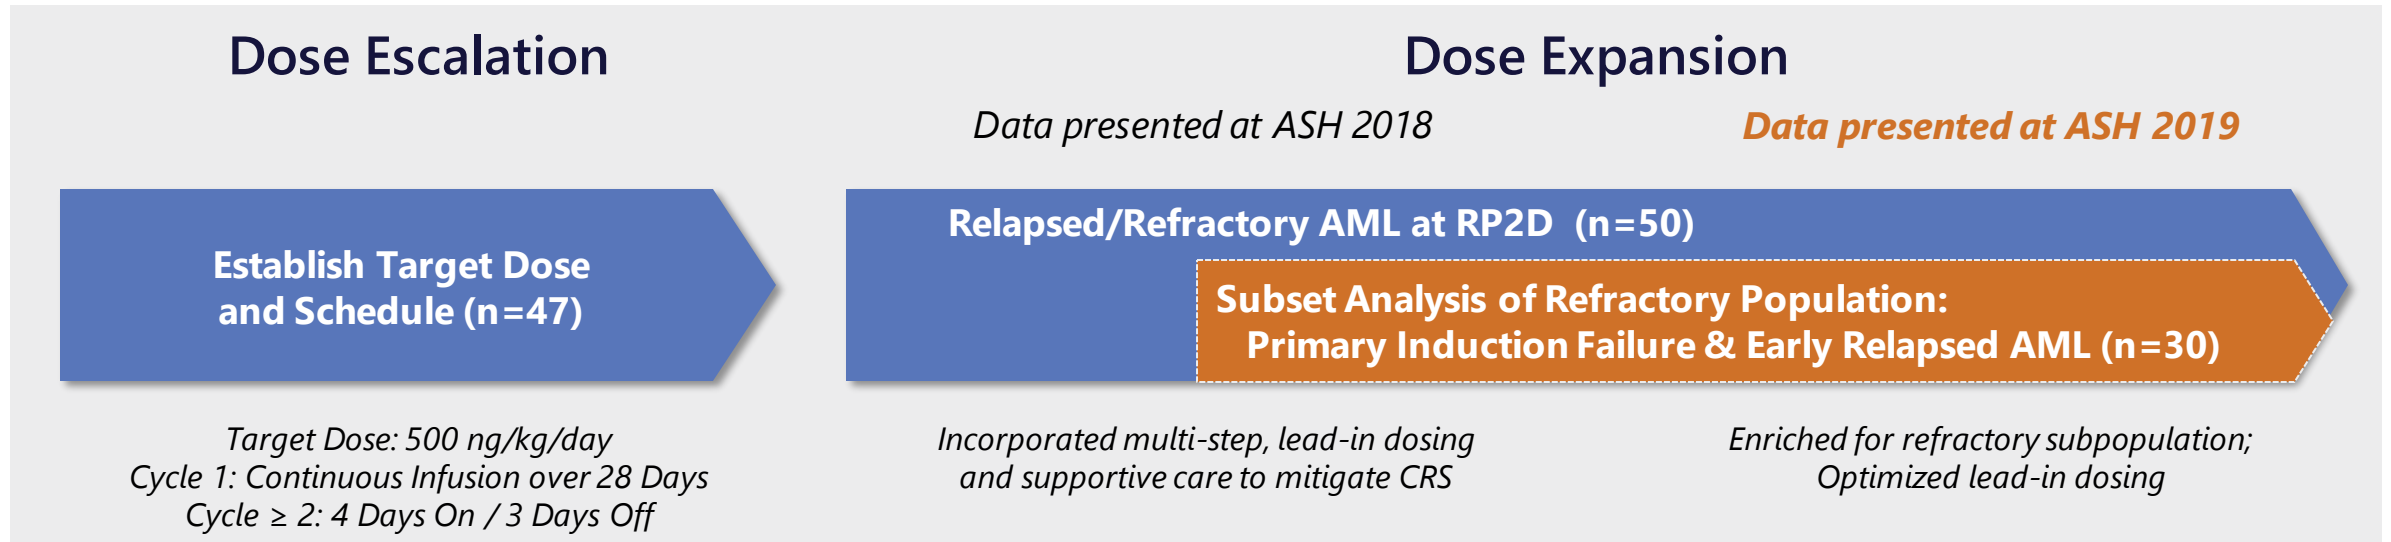 Dose Escalation
Establish Target Dose
and Schedule (n=47)
Target Dose: 500 ng/kg/day
Cycle 1: Continuous Infusion over 28 Days
Cycle ≥ 2: 4 Days On / 3 Days Off
Dose Expansion
Data presented at ASH 2018
Data presented at ASH 2019
Relapsed/Refractory AML at RP2D (n=50)
Subset Analysis of Refractory Population:
Primary Induction Failure & Early Relapsed AML (n=30)
Incorporated multi-step, lead-in dosing
and supportive care to mitigate CRS
Enriched for refractory subpopulation;
Optimized lead-in dosing